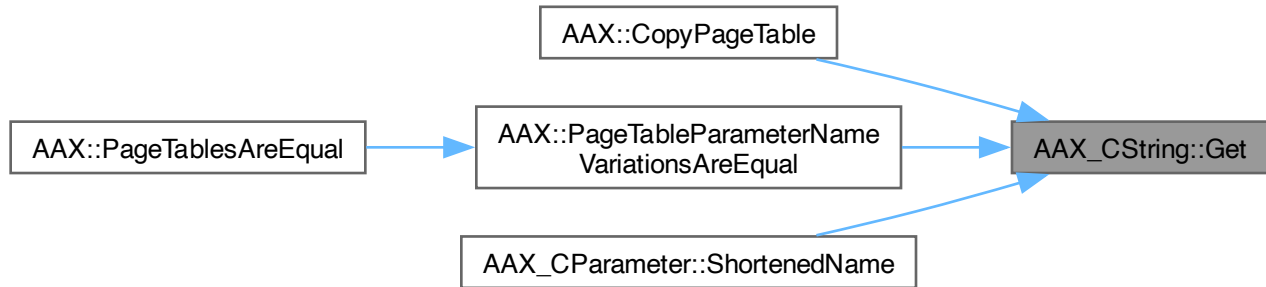 AAX::CopyPageTable
AAX::PageTablesAreEqual
AAX::PageTableParameterName
VariationsAreEqual
AAX_CString::Get
AAX_CParameter::ShortenedName